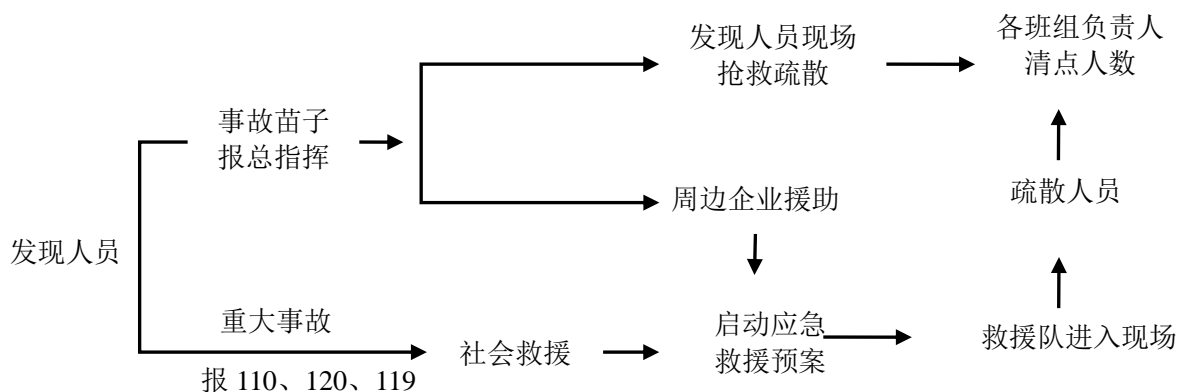 发现人员现场
抢救疏散
各班组负责人
清点人数
事故苗子
报总指挥
周边企业援助
疏散人员
发现人员
重大事故
报 110、120、119
社会救援
启动应急
救援预案
救援队进入现场